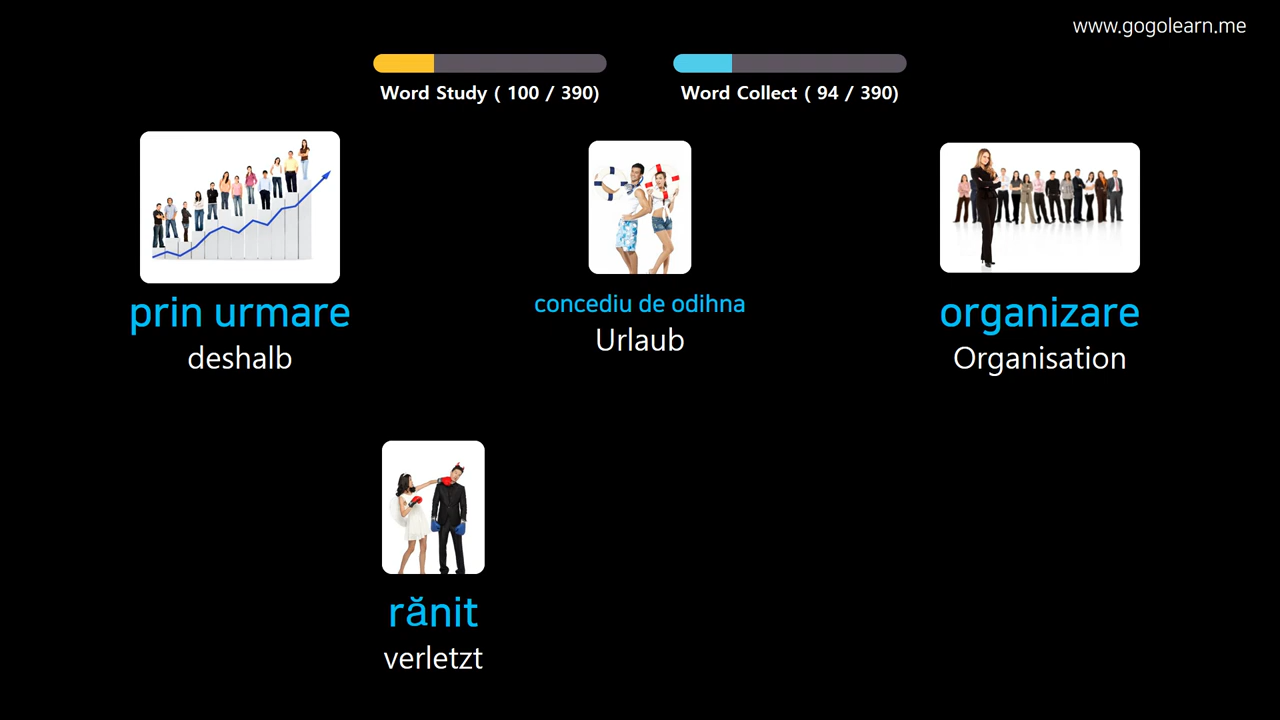 www.gogolearn.me
Word Study ( 100 / 390)
Word Collect ( 94 / 390)
prin urmare
deshalb
concediu de odihna
Urlaub
organizare
Organisation
rănit
verletzt